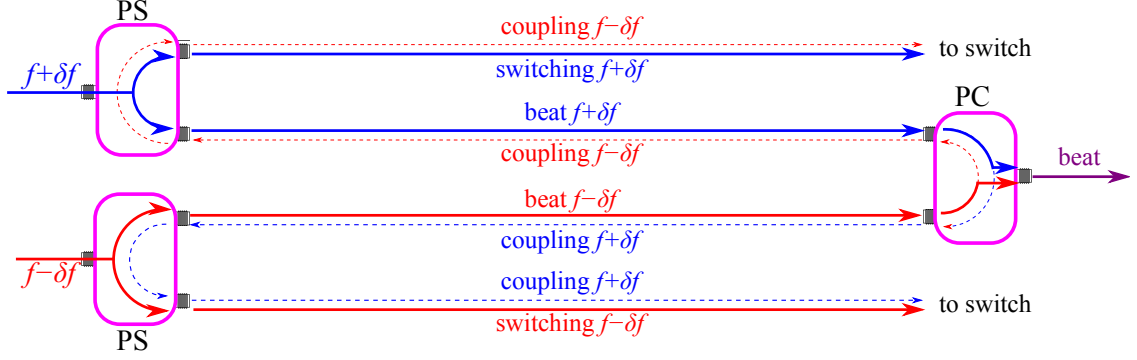 PS
coupling f−δf
to switch
f+δf
switching f+δf
beat f+δf
PC
coupling f−δf
beat
beat f−δf
coupling f+δf
f−δf
coupling f+δf
to switch
switching f−δf
PS